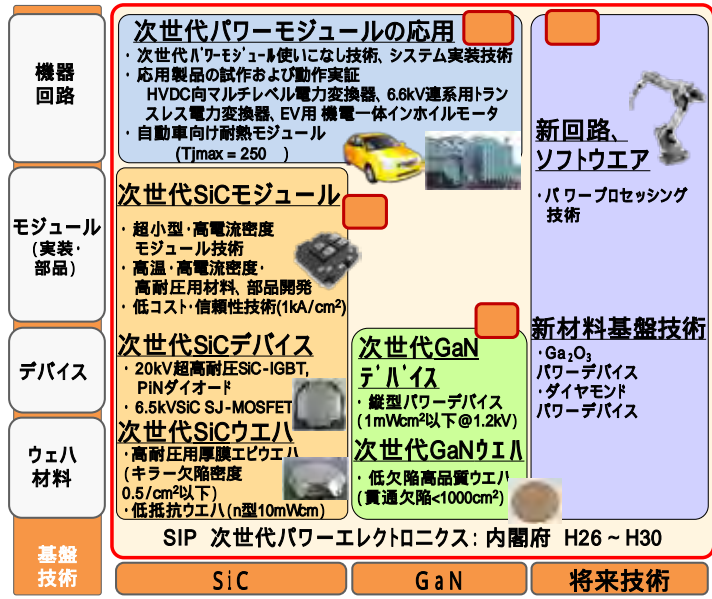 機器
回路
モジュール
(実装・
部品)
デバイス
ウェハ
材料
基盤
技術
次世代パワーモジュールの応用
・次世代パワーモジュール使いこなし技術、システム実装技術
・応用製品の試作および動作実証
HVDC向マルチレベル電力変換器、6.6kV連系用トラン
スレス電力変換器、EV用 機電一体インホイルモータ
・自動車向け耐熱モジュール
(Tjmax = 250 )
次世代SiCモジュール
・超小型・高電流密度
モジュール技術
・高温・高電流密度・
高耐圧用材料、部品開発
・低コスト・信頼性技術(1kA/cm²)
次世代SiCデバイス
・20kV超高耐圧SiC-IGBT,
PiNダイオード
・6.5kVSiC SJ-MOSFET
次世代SiCウエハ
・高耐圧用厚膜エピウエハ
(キラー欠陥密度
0.5/cm²以下)
・低抵抗ウエハ(n型10mWcm)
次世代GaN
デバイス
・縦型パワーデバイス
(1mWcm²以下@1.2kV)
次世代GaNウエハ
・低欠陥高品質ウエハ
(貫通欠陥<1000cm²)
新回路、
ソフトウエア
・パワープロセッシング
技術
新材料基盤技術
・Ga₂O₃
パワーデバイス
・ダイヤモンド
パワーデバイス
SIP 次世代パワーエレクトロニクス: 内閣府 H26 ~ H30
SiC
GaN
将来技術